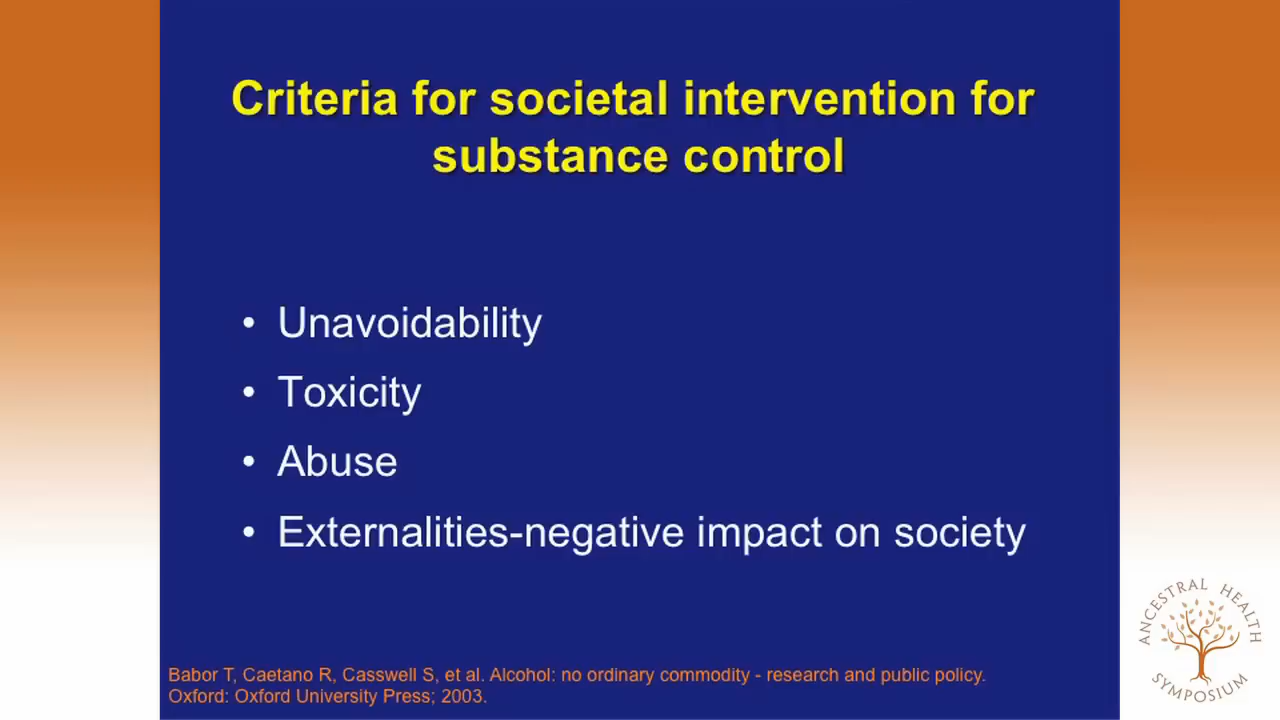 Criteria for societal intervention for
substance control
• Unavoidability
• Toxicity
• Abuse
• Externalities-negative impact on society
Babor T, Caetano R, Casswell S, et al. Alcohol: no ordinary commodity - research and public policy.
Oxford: Oxford University Press; 2003.
ANCESTRAL HEALTH
SYMPOSIUM